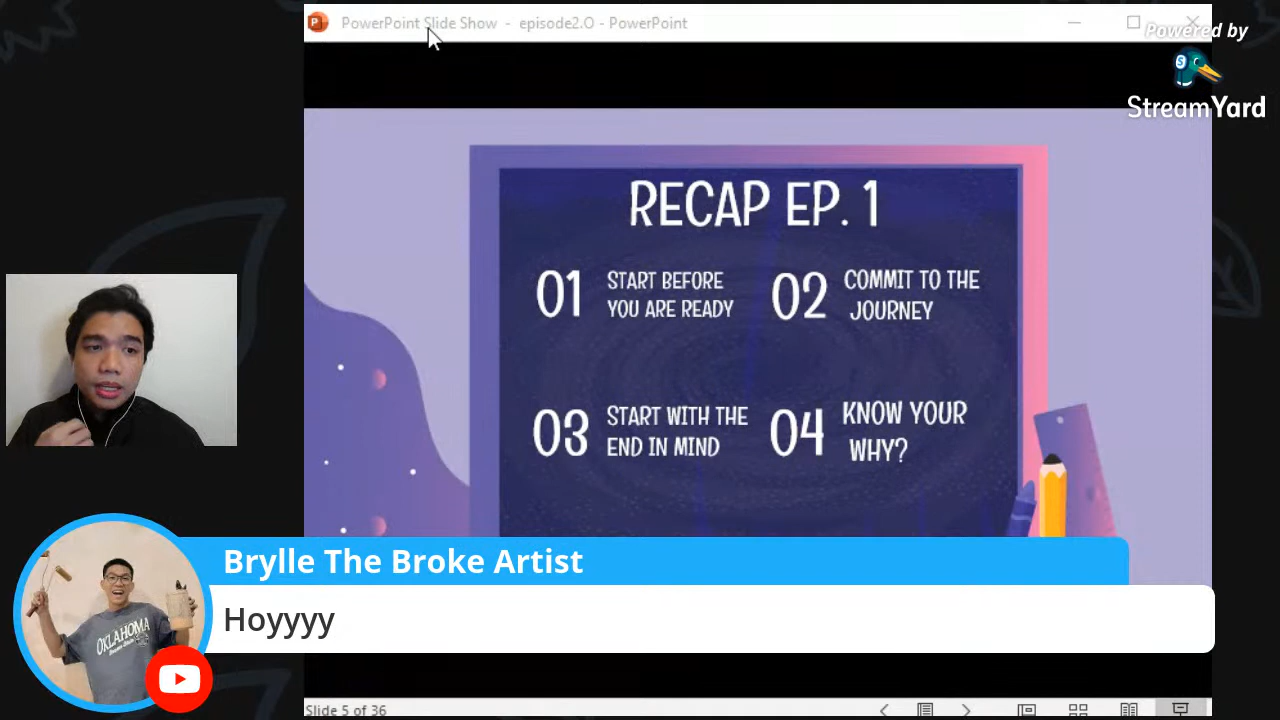 PowerPoint Slide Show - episode2.O - PowerPoint
Powered by
StreamYard
RECAP EP. 1
01 START BEFORE
YOU ARE READY
02 COMMIT TO THE
JOURNEY
03 START WITH THE
END IN MIND
04 KNOW YOUR
WHY?
Brylle The Broke Artist
Hoyyyy
OKLAHOMA
Slide 5 of 36